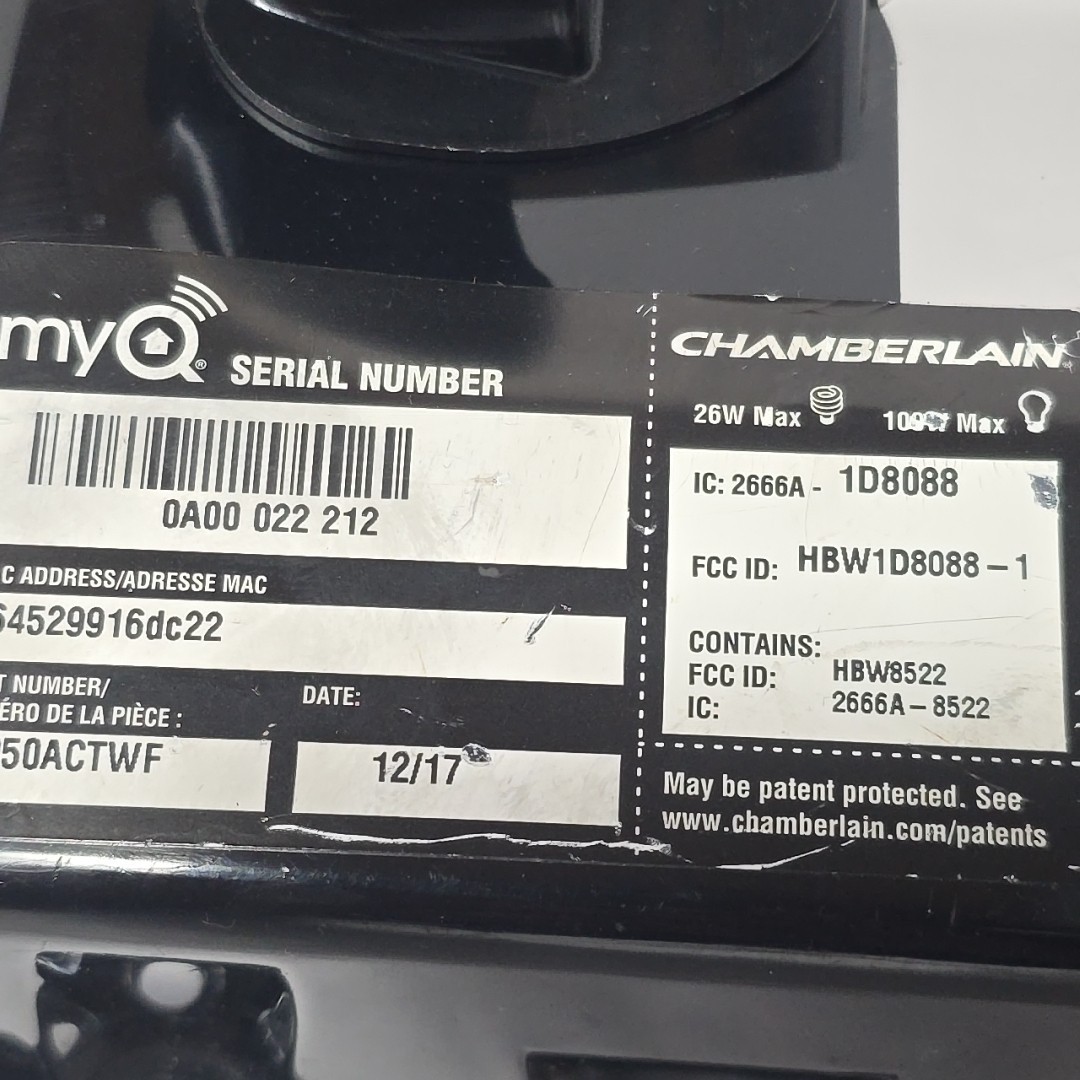 myQ® SERIAL NUMBER
0A00 022 212
C ADDRESS/ADRESSE MAC
64529916dc22
T NUMBER/
ÉRO DE LA PIÈCE :
50ACTWF
DATE:
12/17
CHAMBERLAIN
26W Max
100W Max
IC: 2666A - 1D8088
FCC ID: HBW1D8088-1
CONTAINS:
FCC ID: HBW8522
IC: 2666A-8522
May be patent protected. See
www.chamberlain.com/patents